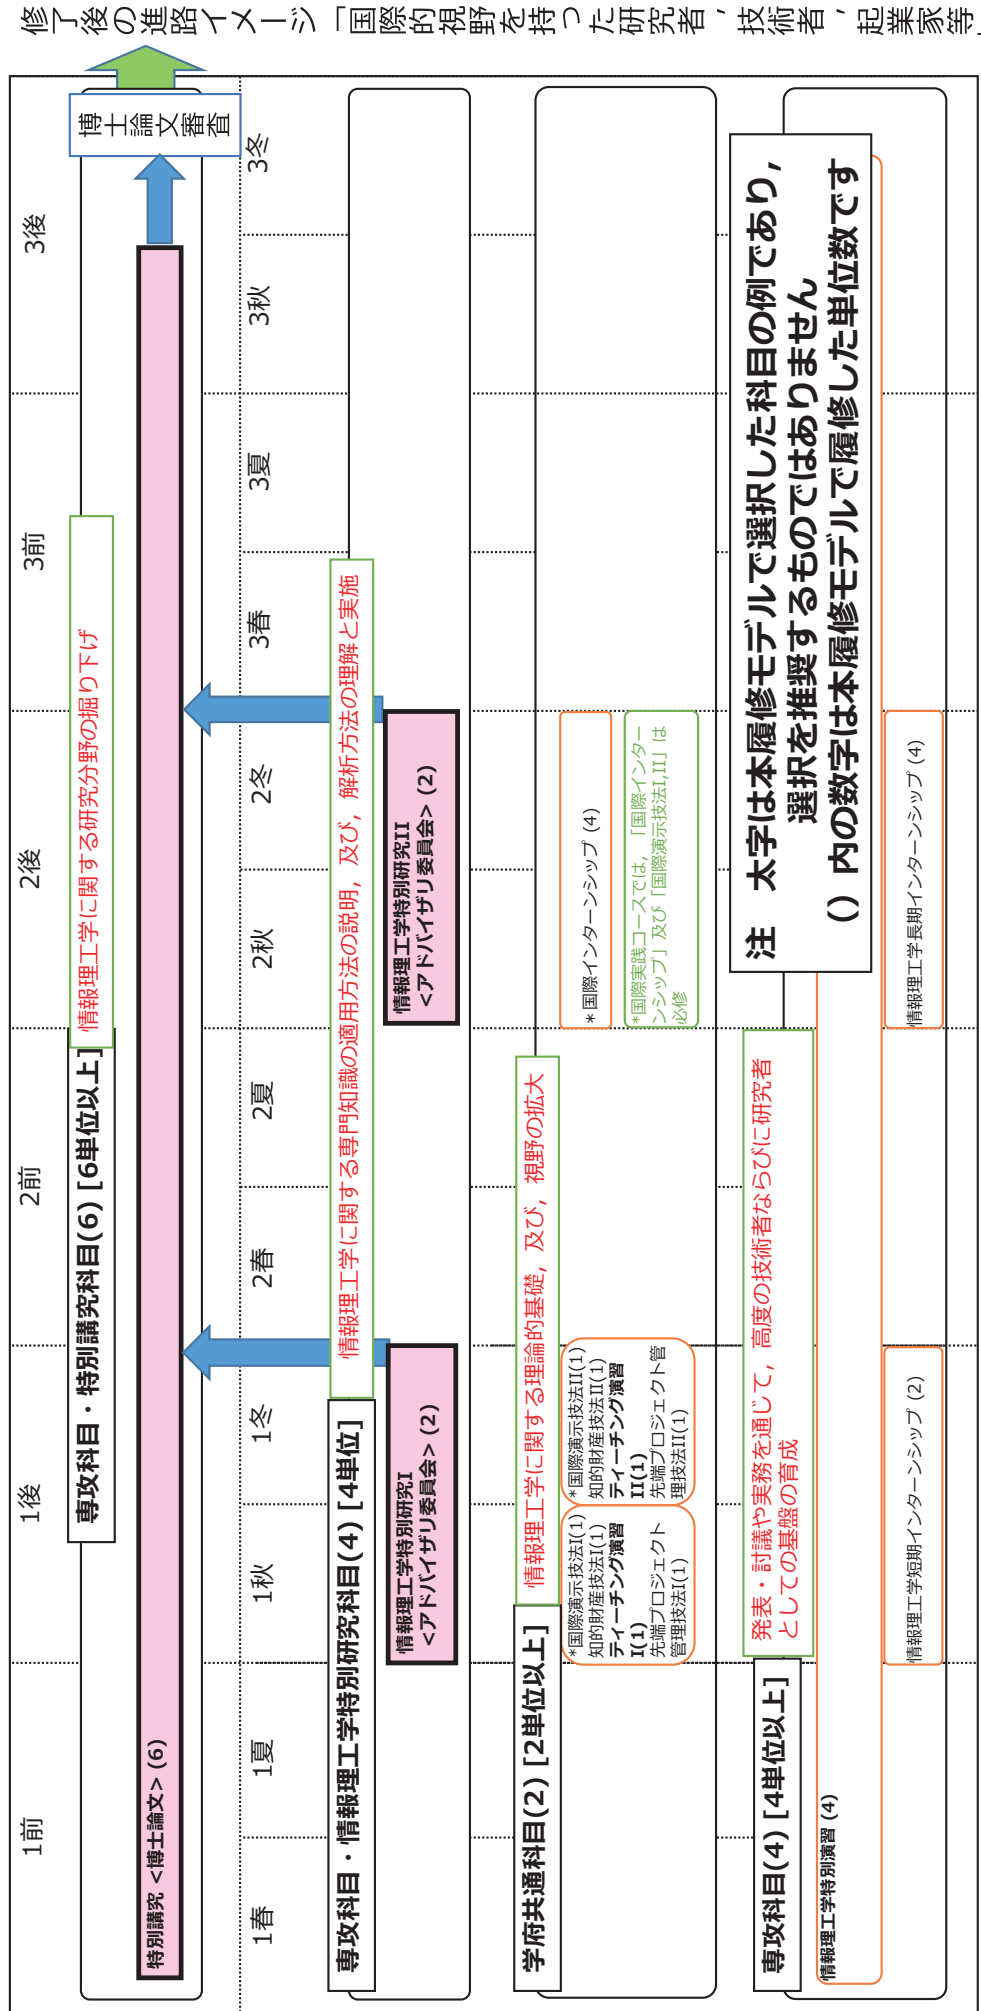 修了後の進路イメージ「国際的視野を持った研究者，技術者，起業家等」
1前
1後
2前
2後
3前
3後
専攻科目・特別講究科目(6) [6単位以上]
情報理工学に関する研究分野の掘り下げ
特別講究 <博士論文> (6)
博士論文審査
1春
1夏
1秋
1冬
2春
2夏
2秋
2冬
3春
3夏
3秋
3冬
専攻科目・情報理工学特別研究科目(4) [4単位]
情報理工学に関する専門知識の適用方法の説明，及び，解析方法の理解と実施
情報理工学特別研究I
<アドバイザリ委員会> (2)
情報理工学特別研究II
<アドバイザリ委員会> (2)
学府共通科目(2) [2単位以上]
情報理工学に関する理論的基礎，及び，視野の拡大
*国際演示技法I(1)
知的財産技法I(1)
ティーチング演習
I(1)
先端プロジェクト
管理技法I(1)
*国際演示技法II(1)
知的財産技法II(1)
ティーチング演習
II(1)
先端プロジェクト管
理技法II(1)
*国際インターンシップ (4)
*国際実践コースでは，「国際インター
ンシップ」及び「国際演示技法I,II」は
必修
専攻科目(4) [4単位以上]
発表・討議や実務を通じて，高度の技術者ならびに研究者
としての基盤の育成
情報理工学特別演習 (4)
情報理工学短期インターンシップ (2)
情報理工学長期インターンシップ (4)
注　太字は本履修モデルで選択した科目の例であり，
選択を推奨するものではありません
() 内の数字は本履修モデルで履修した単位数です